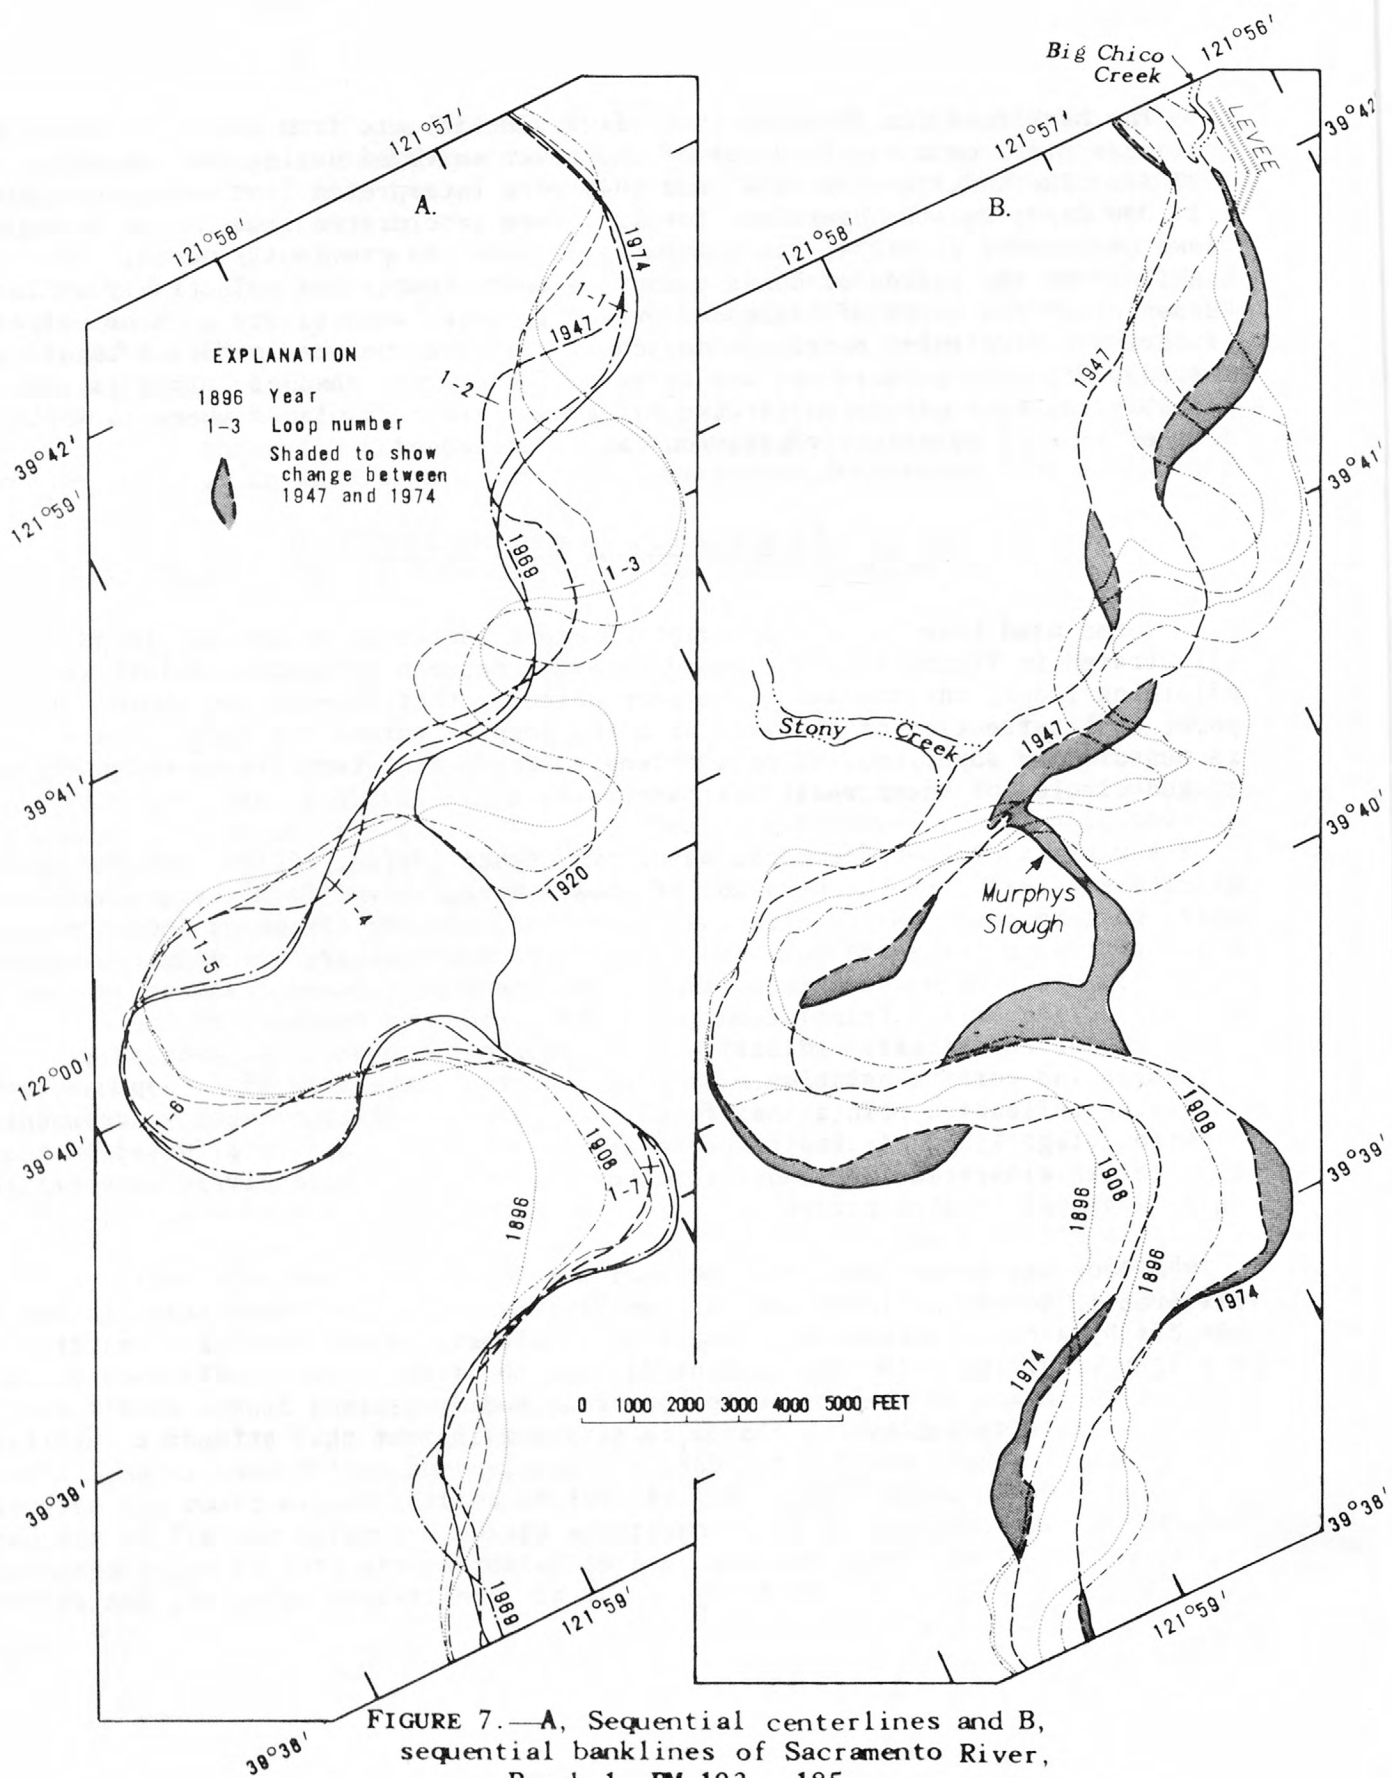 Big Chico
Creek
121°56'
121°57'
A.
121°58'
1974
1-1
1947
1-2
EXPLANATION
1896 Year
1-3 Loop number
Shaded to show
change between
1947 and 1974
39°42'
121°59'
1969
1-3
39°41'
1920
1-4
1-5
122°00'
39°40'
1908
1-7
1896
39°39'
1969
121°59'
39°38'
121°57'
B.
121°58'
LEVEE
39°42'
1947
39°41'
Stony Creek
1947
39°40'
Murphys
Slough
1908
39°39'
1908
1896
1896
1974
1974
0 1000 2000 3000 4000 5000 FEET
39°38'
121°59'
FIGURE 7.—A, Sequential centerlines and B,
sequential banklines of Sacramento River,